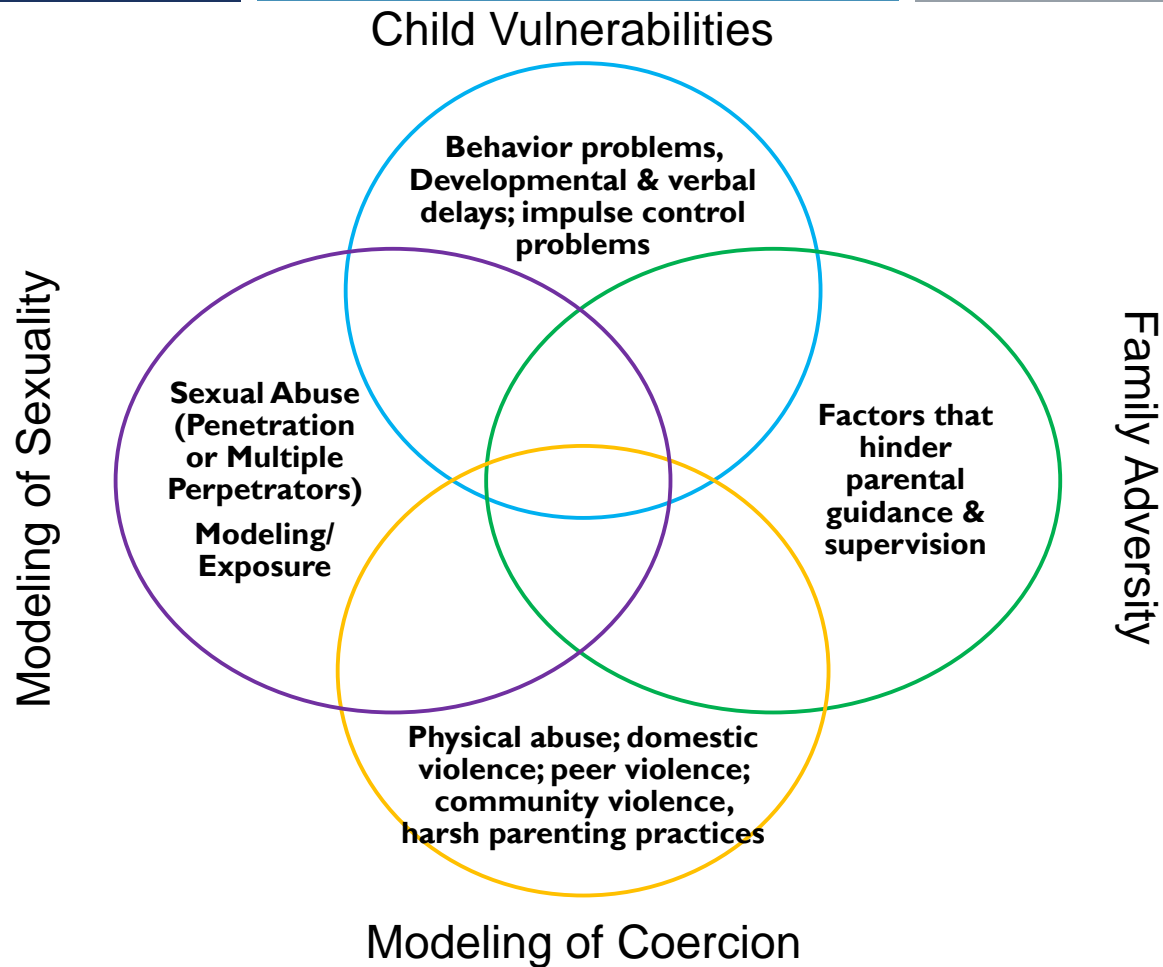 Child Vulnerabilities
Behavior problems,
Developmental & verbal
delays; impulse control
problems
Modeling of Sexuality
Sexual Abuse
(Penetration
or Multiple
Perpetrators)
Modeling/
Exposure
Factors that
hinder
parental
guidance &
supervision
Family Adversity
Physical abuse; domestic
violence; peer violence;
community violence,
harsh parenting practices
Modeling of Coercion